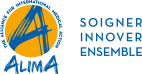 THE ALLIANCE FOR INTERNATIONAL MEDICAL ACTION
ALIMA
SOIGNER
INNOVER
ENSEMBLE